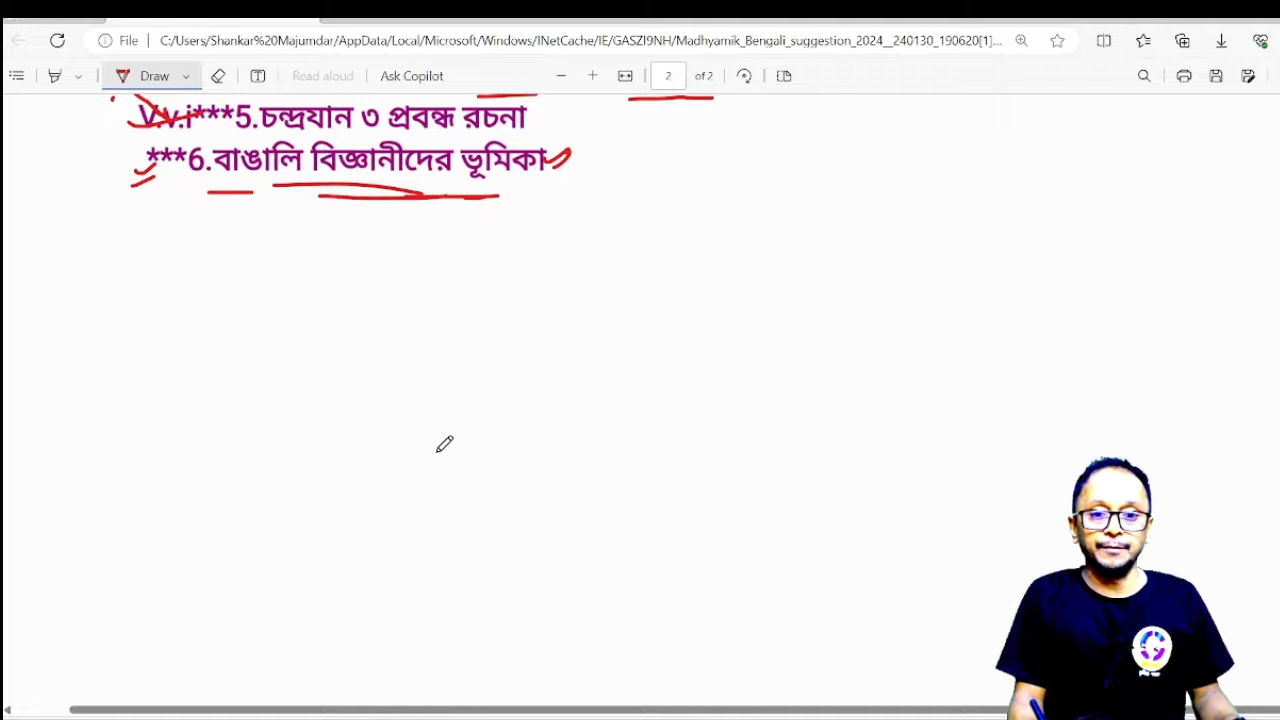 File
C:/Users/Shankar%20Majumdar/AppData/Local/Microsoft/Windows/INetCache/IE/GASZI9NH/Madhyamik_Bengali_suggestion_2024__240130_190620[1]...
Draw
Read aloud
Ask Copilot
2 of 2
V.v.i***5.চন্দ্রযান ৩ প্রবন্ধ রচনা
***6.বাঙালি বিজ্ঞানীদের ভূমিকা